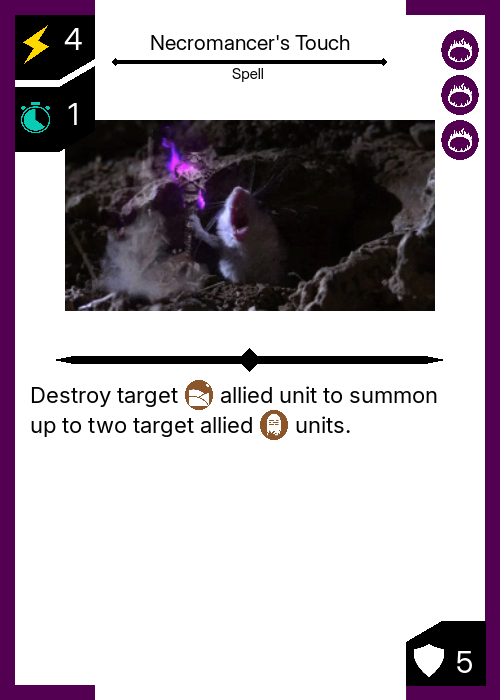 4
Necromancer's Touch
Spell
1
Destroy target allied unit to summon
up to two target allied units.
5